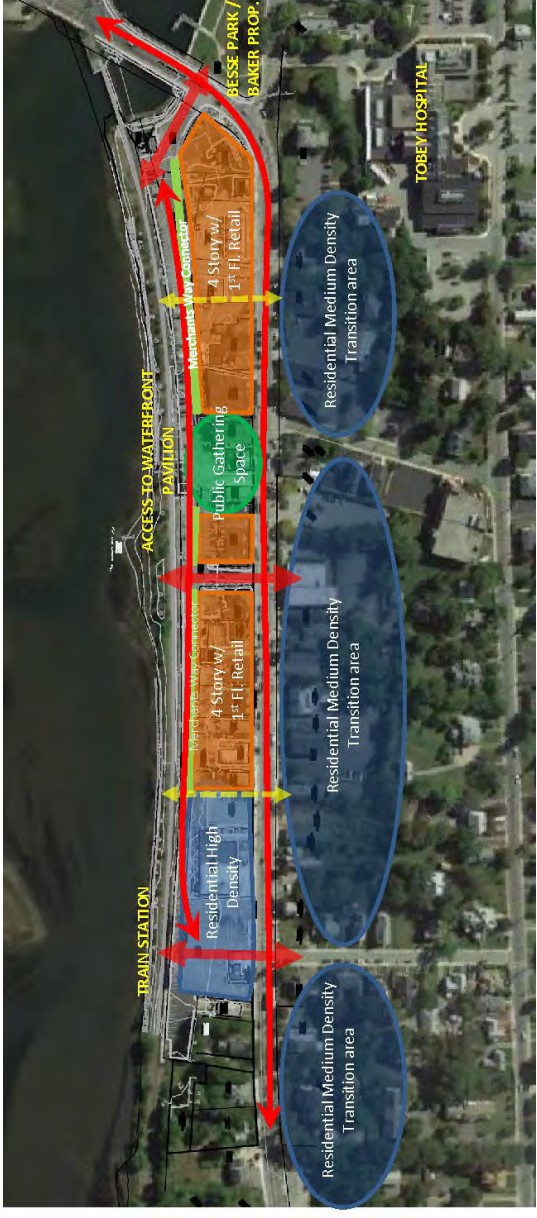 TRAIN STATION
ACCESS TO WATERFRONT
PAVILION
BESSE PARK /
BAKER PROP.
Merchants Way Connector
Merchants Way Connector
Residential High
Density
4 Story w/
1st Fl. Retail
Public Gathering
Space
4 Story w/
1st Fl. Retail
Residential Medium Density
Transition area
Residential Medium Density
Transition area
Residential Medium Density
Transition area
TOBEY HOSPITAL